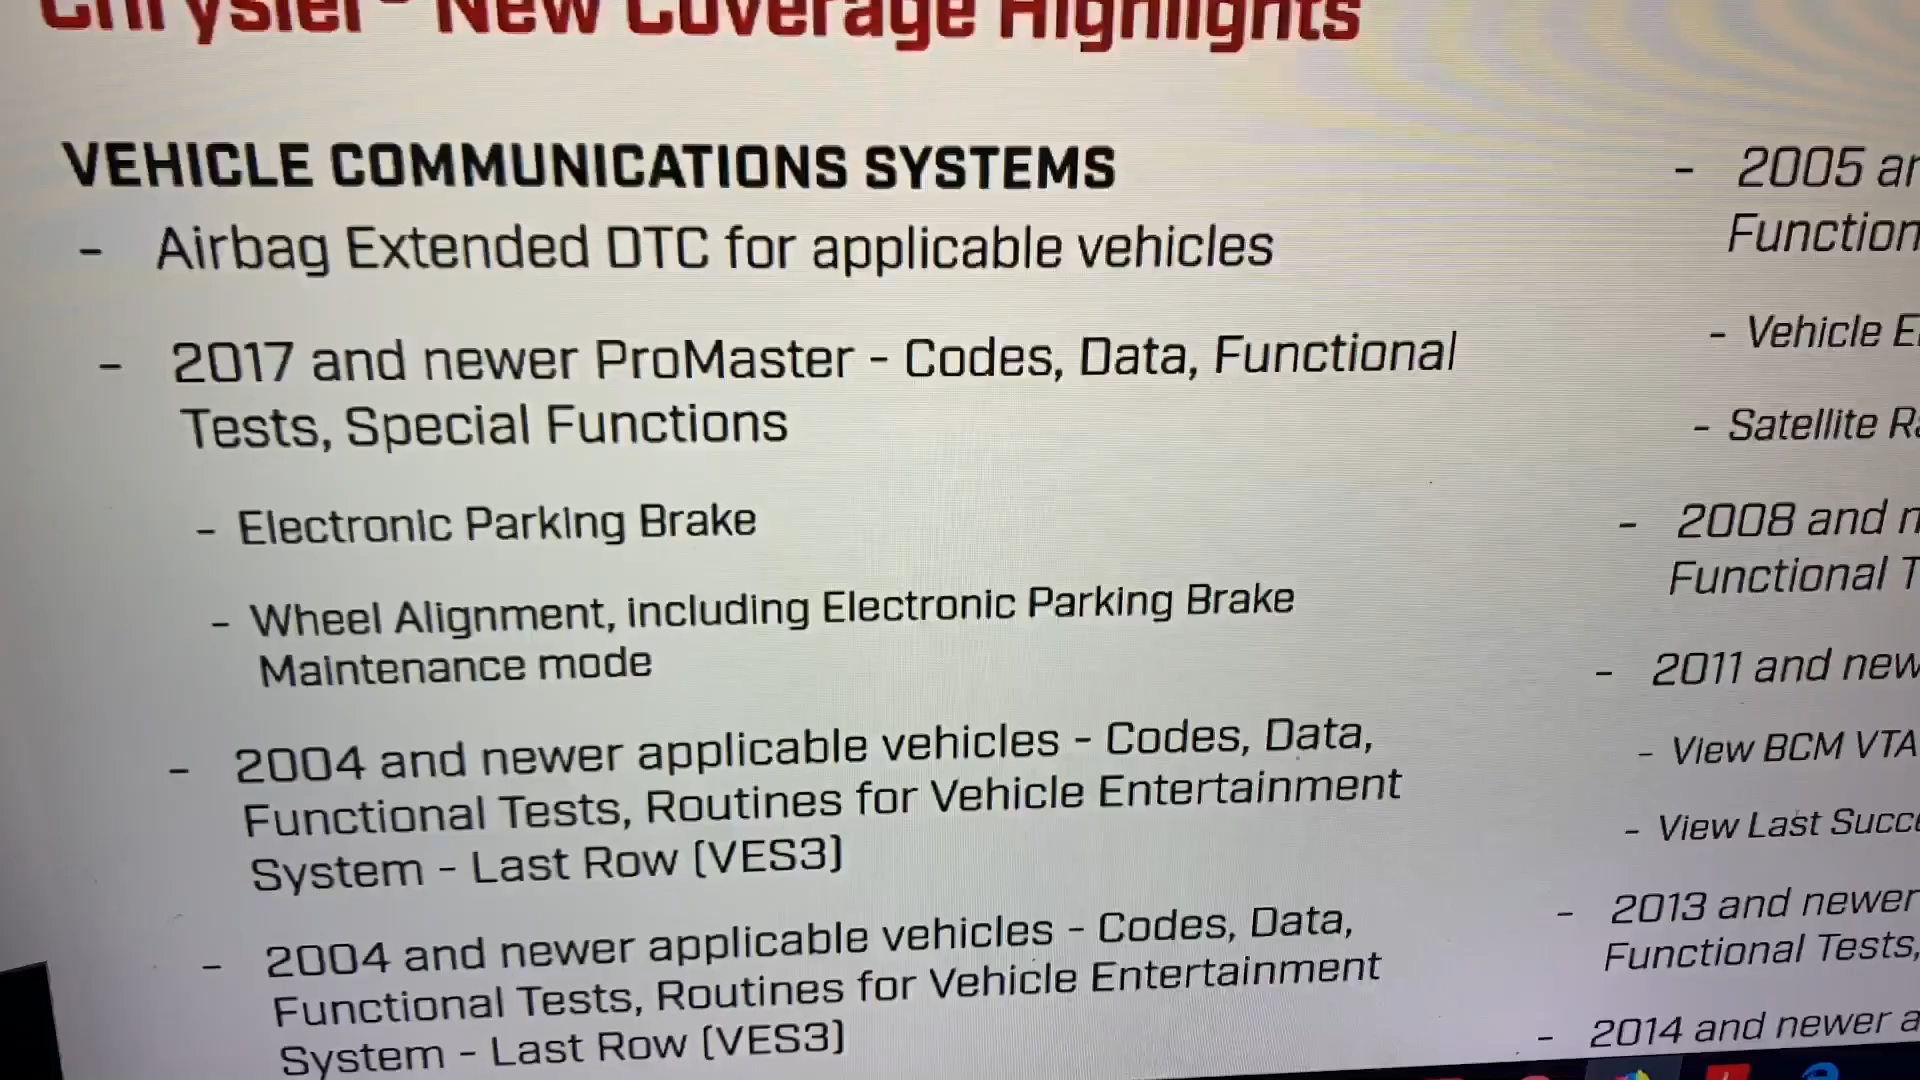 Chrysler - New Coverage Highlights
VEHICLE COMMUNICATIONS SYSTEMS
- Airbag Extended DTC for applicable vehicles
- 2017 and newer ProMaster - Codes, Data, Functional
Tests, Special Functions
- Electronic Parking Brake
- Wheel Alignment, including Electronic Parking Brake
Maintenance mode
- 2004 and newer applicable vehicles - Codes, Data,
Functional Tests, Routines for Vehicle Entertainment
System - Last Row (VES3)
- 2004 and newer applicable vehicles - Codes, Data,
Functional Tests, Routines for Vehicle Entertainment
System - Last Row (VES3)
- 2005
Function
- Vehicle
- Satellite
- 2008 and
Functional
- 2011 and
- View BCM VTA
- View Last
- 2013 and newer
Functional Tests,
- 2014 and newer